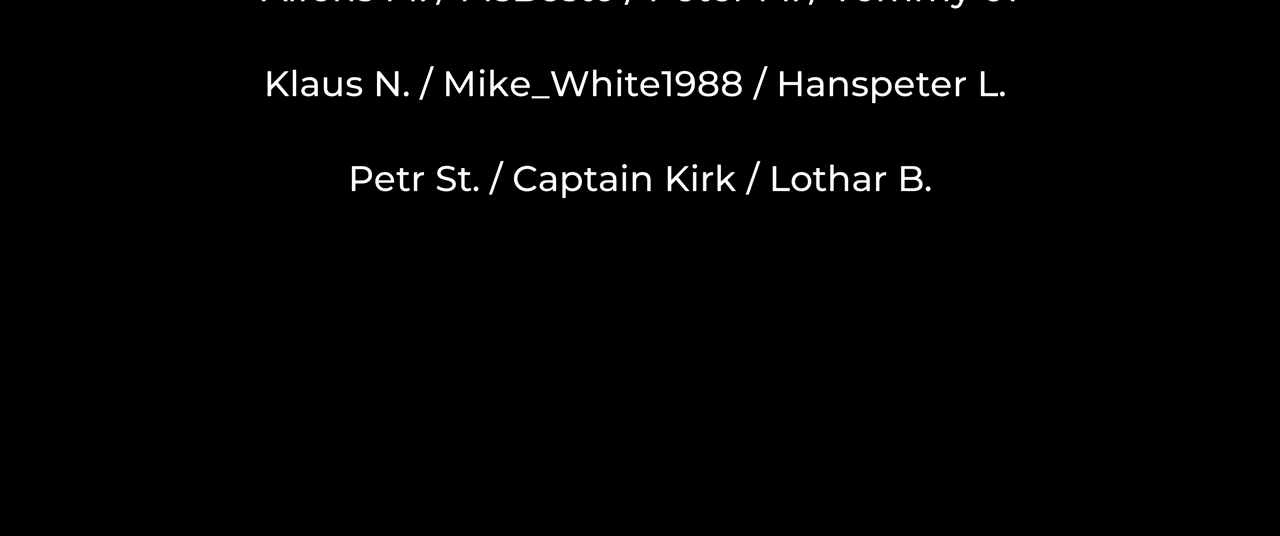 Klaus N. / Mike_White1988 / Hanspeter L.
Petr St. / Captain Kirk / Lothar B.